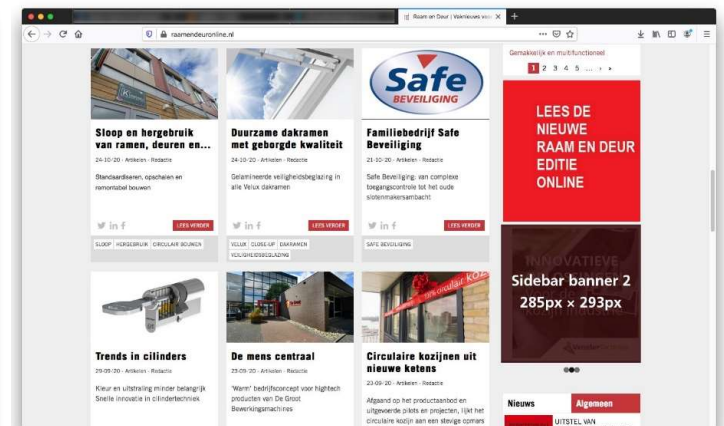 Raam en Deur | Vaknieuws voor
raamendeuronline.nl
Sloop en hergebruik
van ramen, deuren en...
24-10-'20 - Artikelen - Redactie
Standaardiseren, opschalen en
remontabel bouwen
LEES VERDER
SLOOP HERGEBRUIK CIRCULAIR BOUWEN
Duurzame dakramen
met geborgde kwaliteit
24-10-'20 - Artikelen - Redactie
Gelamineerde veiligheidsbeglazing in
alle Velux dakramen
LEES VERDER
VELUX CLOSE-UP DAKRAMEN
VEILIGHEIDSBEGLAZING
Safe
BEVEILIGING
Familiebedrijf Safe
Beveiliging
21-10-'20 - Artikelen - Redactie
Safe Beveiliging: van complexe
toegangscontrole tot het oude
slotenmakersambacht
LEES VERDER
SAFE BEVEILIGING
Trends in cilinders
29-09-'20 - Artikelen - Redactie
Kleur en uitstraling minder belangrijk
Snelle innovatie in cilindertechniek
De mens centraal
23-09-'20 - Artikelen - Redactie
'Warm' bedrijfsconcept voor hightech
producten van De Groot
Bewerkingsmachines
circulair KOZ
Circulaire kozijnen uit
nieuwe ketens
23-09-'20 - Artikelen - Redactie
Afgaand op het productaanbod en
uitgevoerde pilots en projecten, lijkt het
circulaire kozijn aan een stevige opmars
Gemakkelijk en multifunctioneel
1 2 3 4 5 ... › »
LEES DE
NIEUWE
RAAM EN DEUR
EDITIE
ONLINE
INNOVATIEVE
Sidebar banner 2
285px × 293px
Nieuws Algemeen
UITSTEL VAN